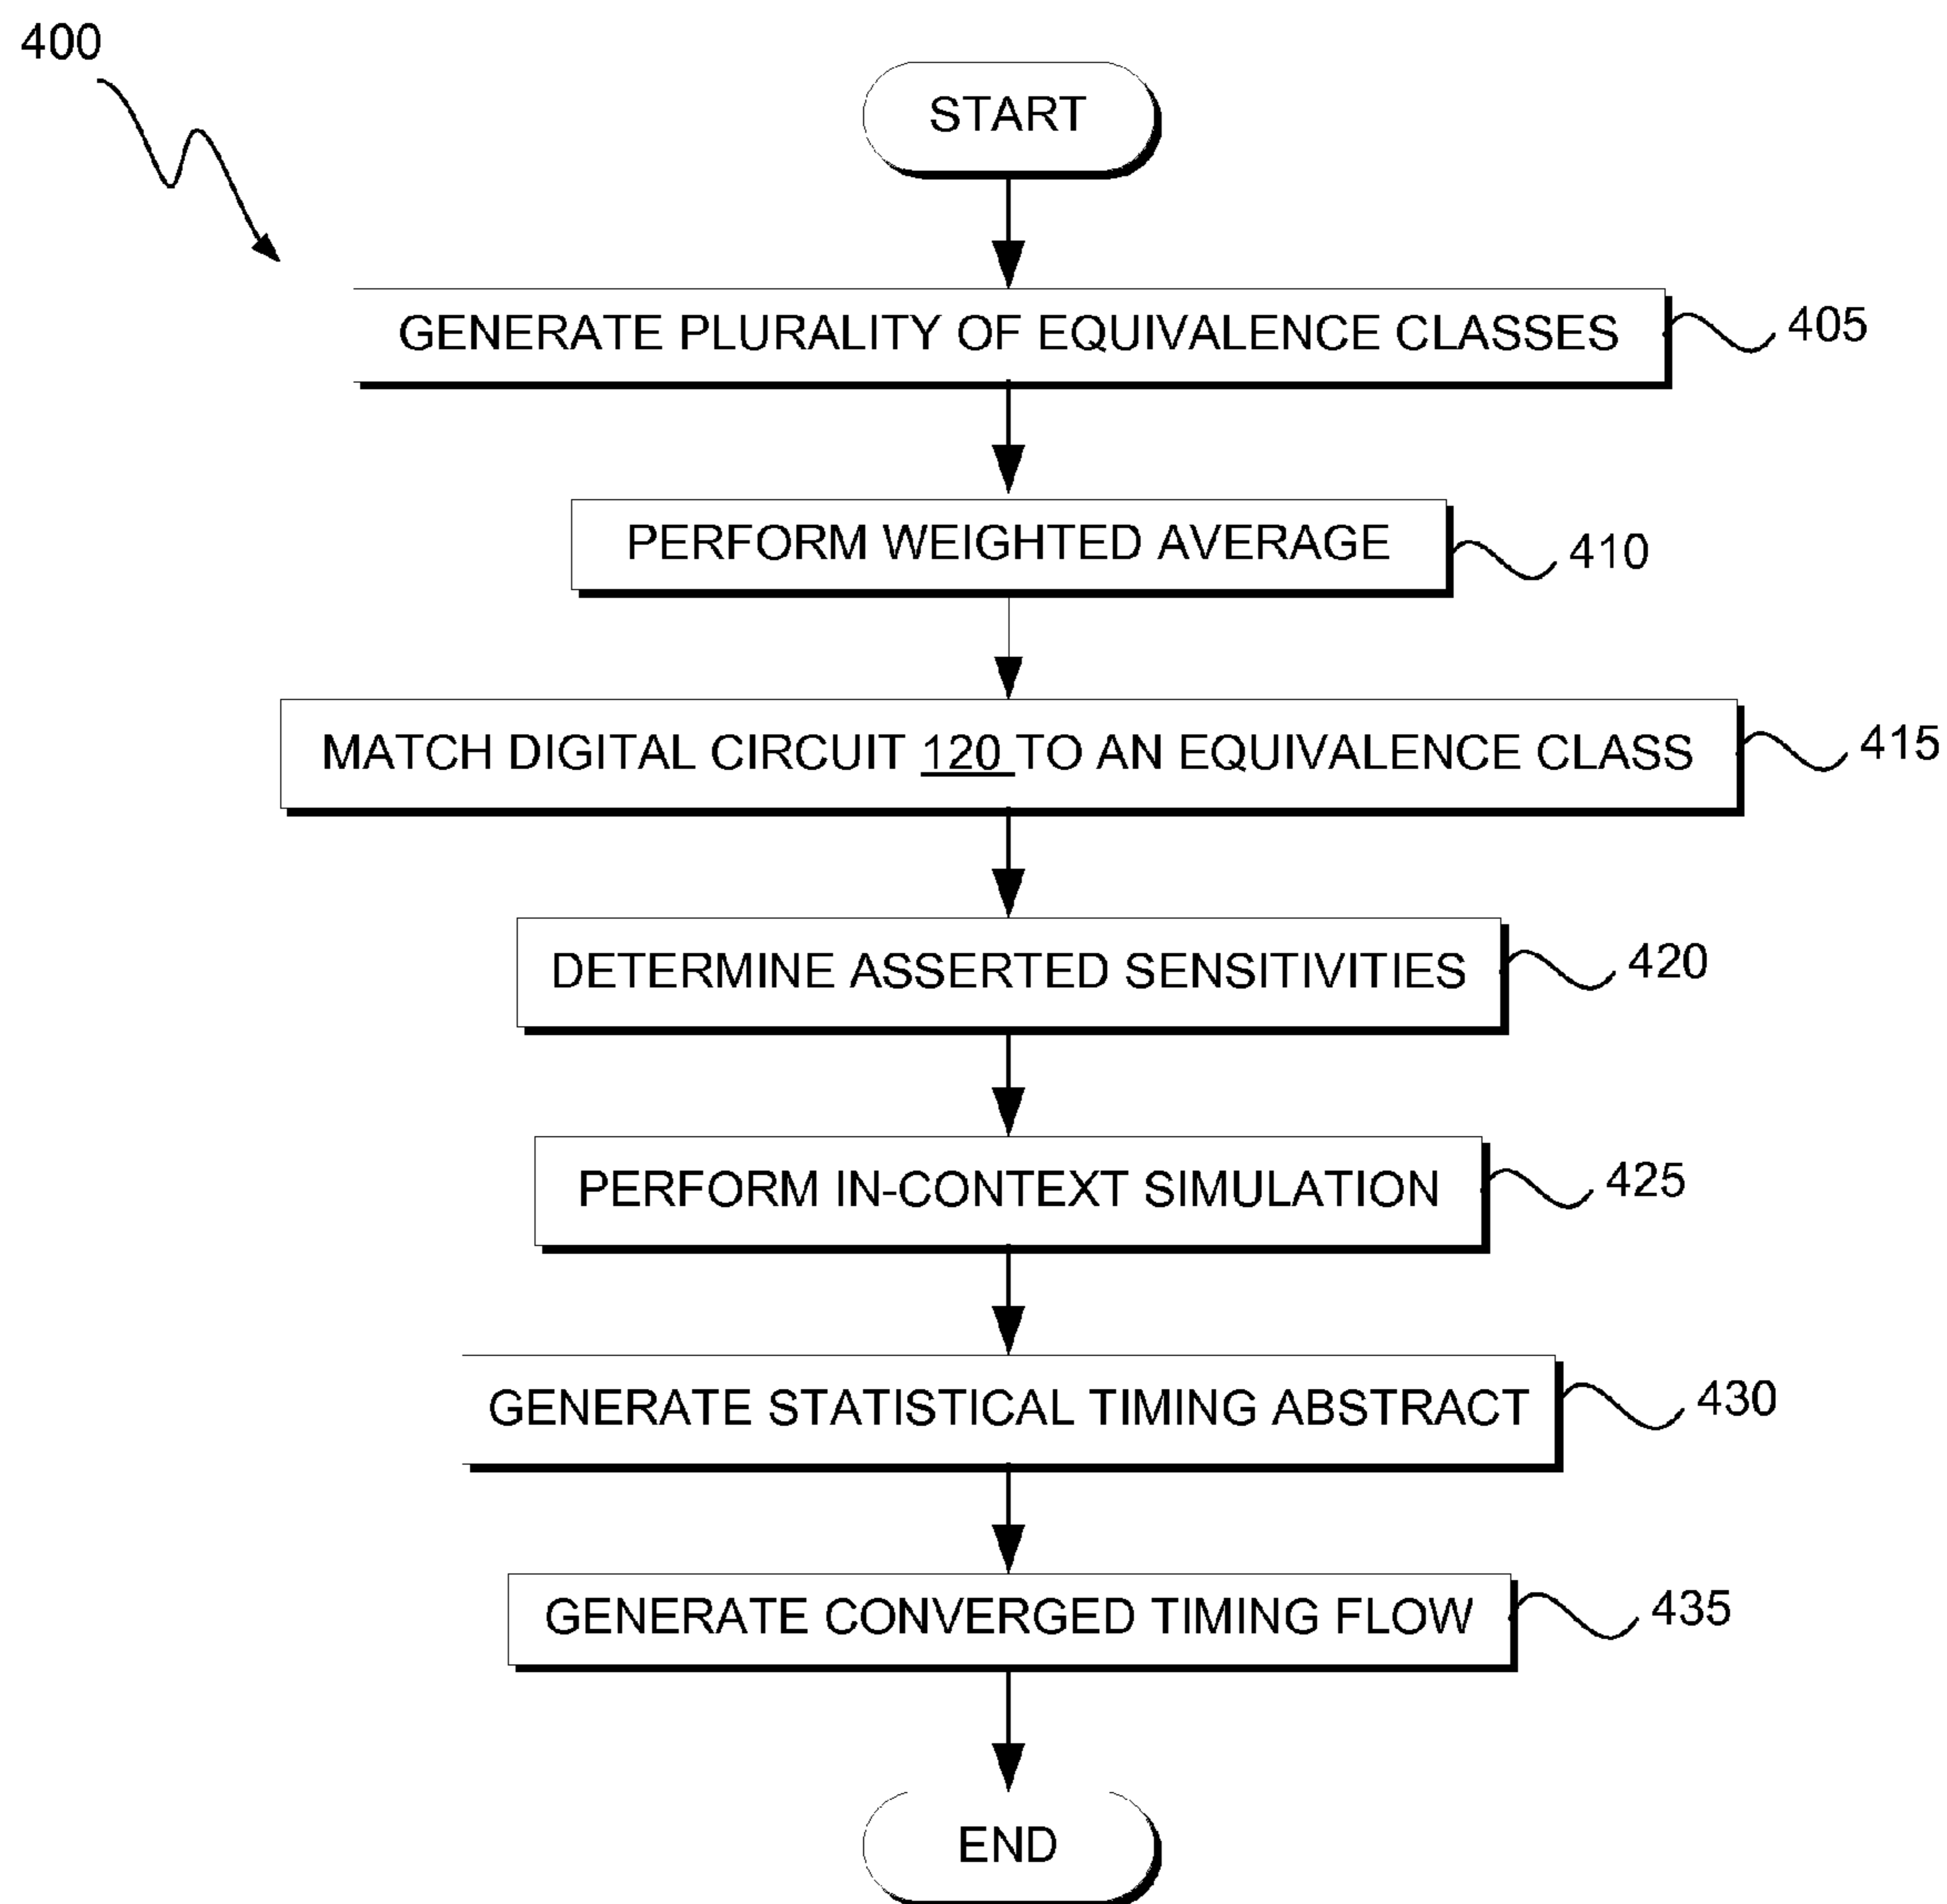 400
START
GENERATE PLURALITY OF EQUIVALENCE CLASSES
405
PERFORM WEIGHTED AVERAGE
410
MATCH DIGITAL CIRCUIT 120 TO AN EQUIVALENCE CLASS
415
DETERMINE ASSERTED SENSITIVITIES
420
PERFORM IN-CONTEXT SIMULATION
425
GENERATE STATISTICAL TIMING ABSTRACT
430
GENERATE CONVERGED TIMING FLOW
435
END